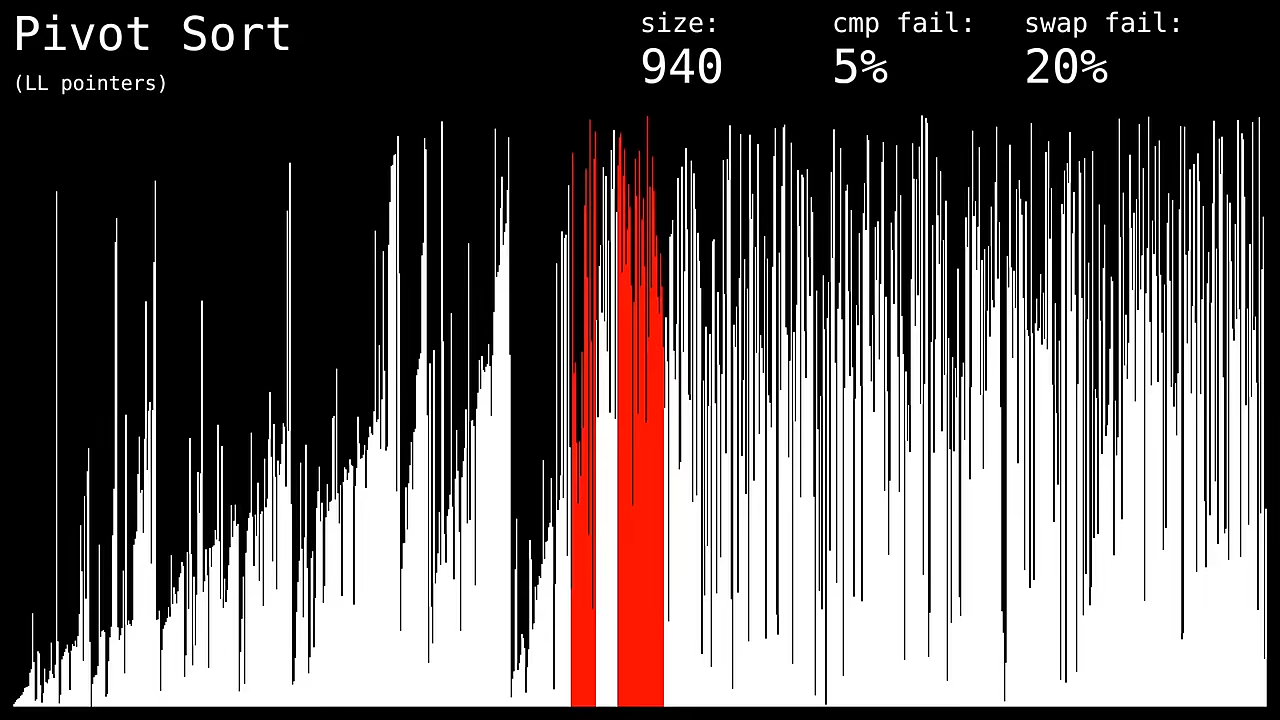 Pivot Sort
(LL pointers)
size:
940
cmp fail:
5%
swap fail:
20%